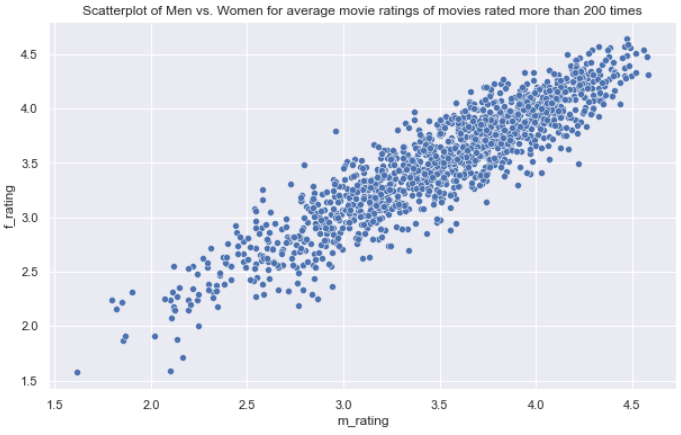 Scatterplot of Men vs. Women for average movie ratings of movies rated more than 200 times
4.5
4.0
3.5
3.0
2.5
2.0
1.5
f_rating
1.5 2.0 2.5 3.0 3.5 4.0 4.5
m_rating